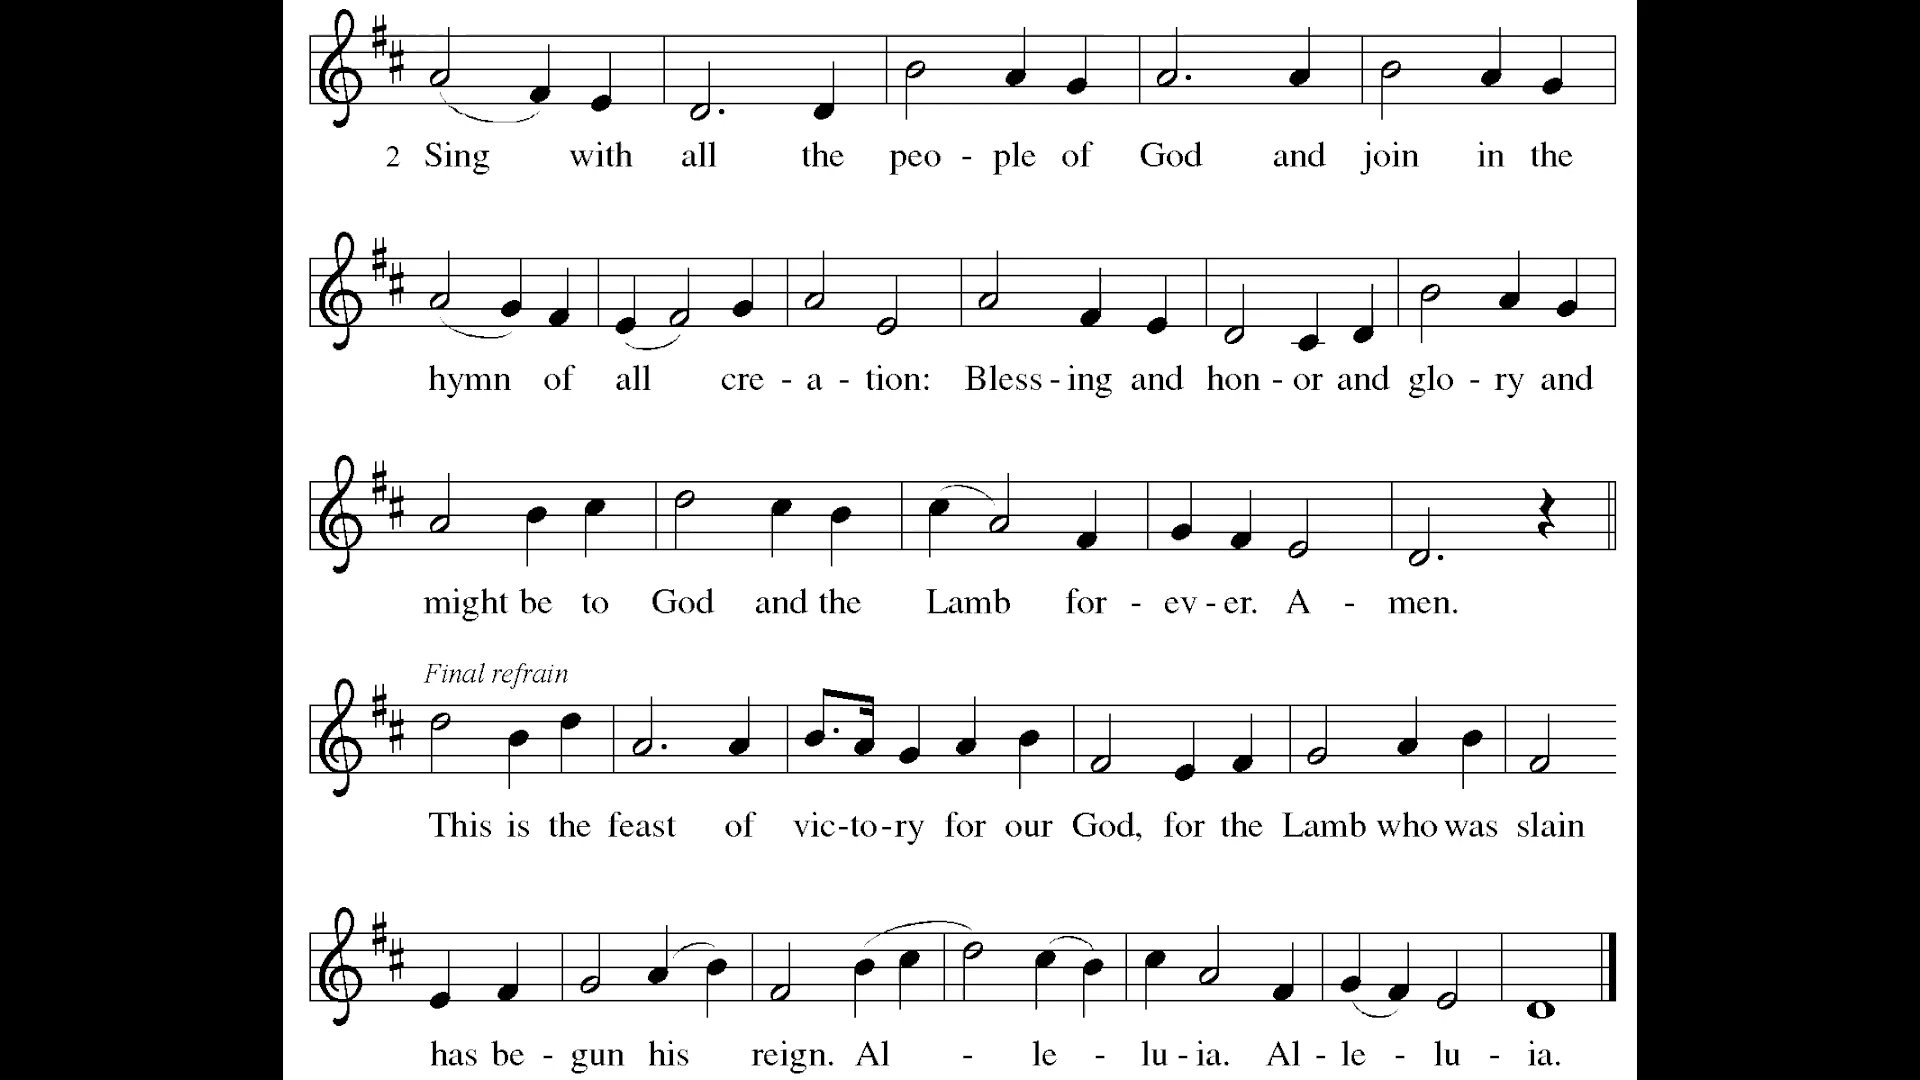 2 Sing with all the peo - ple of God and join in the
hymn of all cre - a - tion: Bless - ing and hon - or and glo - ry and
might be to God and the Lamb for - ev - er. A - men.
Final refrain
This is the feast of vic - to - ry for our God, for the Lamb who was slain
has be - gun his reign. Al - le - lu - ia. Al - le - lu - ia.